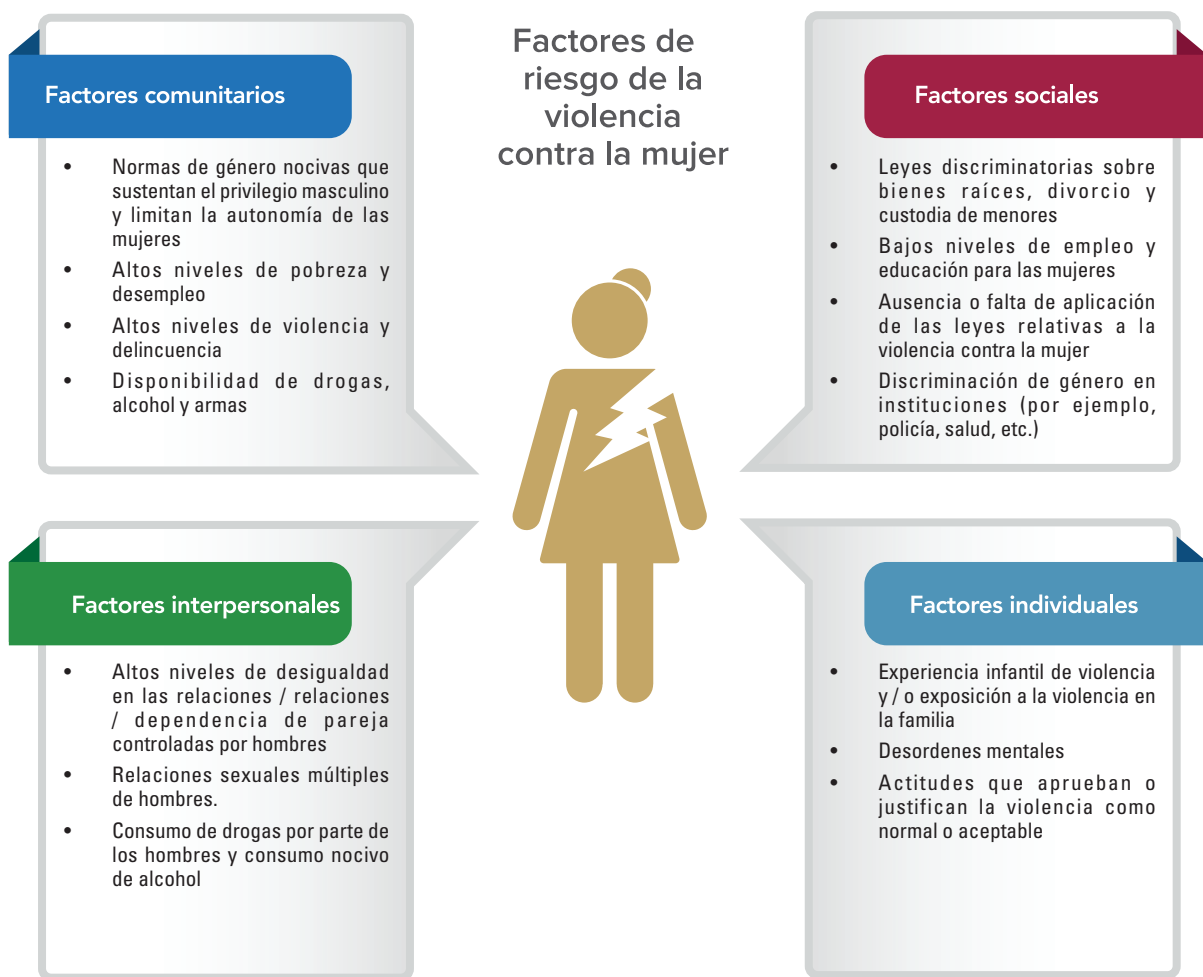 Factores de
riesgo de la
violencia
contra la mujer
Factores comunitarios
• Normas de género nocivas que
sustentan el privilegio masculino
y limitan la autonomía de las
mujeres
• Altos niveles de pobreza y
desempleo
• Altos niveles de violencia y
delincuencia
• Disponibilidad de drogas,
alcohol y armas
Factores sociales
• Leyes discriminatorias sobre
bienes raíces, divorcio y
custodia de menores
• Bajos niveles de empleo y
educación para las mujeres
• Ausencia o falta de aplicación
de las leyes relativas a la
violencia contra la mujer
• Discriminación de género en
instituciones (por ejemplo,
policía, salud, etc.)
Factores interpersonales
• Altos niveles de desigualdad
en las relaciones / relaciones
/ dependencia de pareja
controladas por hombres
• Relaciones sexuales múltiples
de hombres.
• Consumo de drogas por parte de
los hombres y consumo nocivo
de alcohol
Factores individuales
• Experiencia infantil de violencia
y / o exposición a la violencia en
la familia
• Desordenes mentales
• Actitudes que aprueban o
justifican la violencia como
normal o aceptable